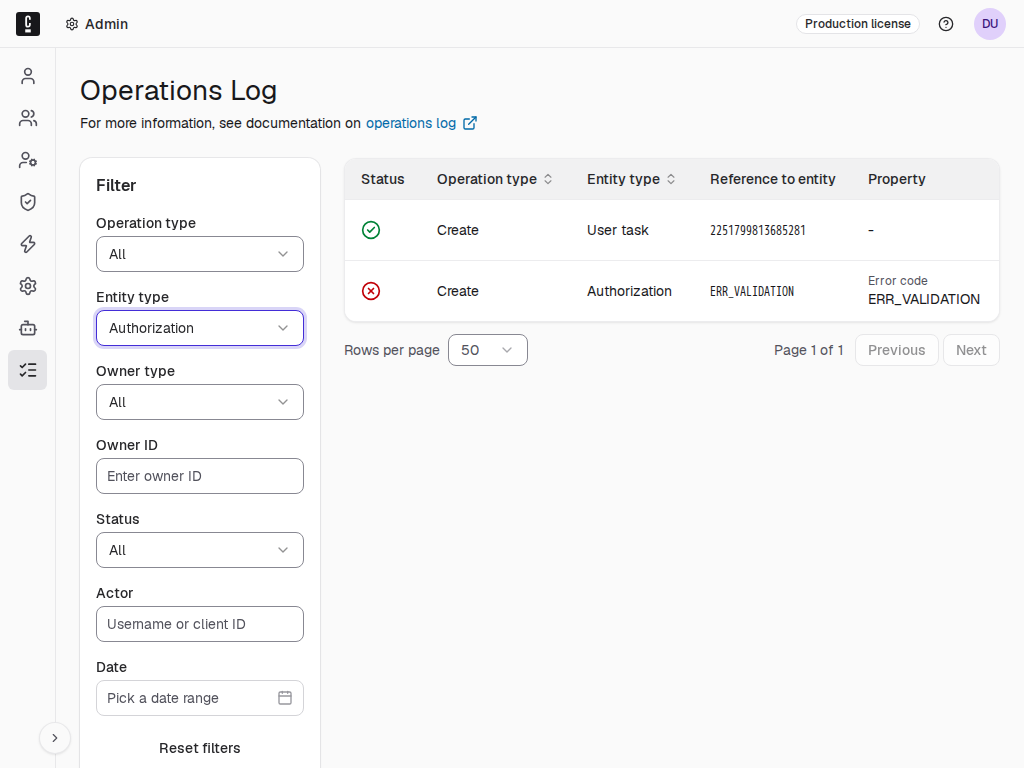 Admin
Production license
DU
Operations Log
For more information, see documentation on operations log
Filter
Operation type
All
Entity type
Authorization
Owner type
All
Owner ID
Enter owner ID
Status
All
Actor
Username or client ID
Date
Pick a date range
Reset filters
Status Operation type Entity type Reference to entity Property
Create User task 2251799813685281 -
Create Authorization ERR_VALIDATION Error code
ERR_VALIDATION
Rows per page 50 Page 1 of 1 Previous Next